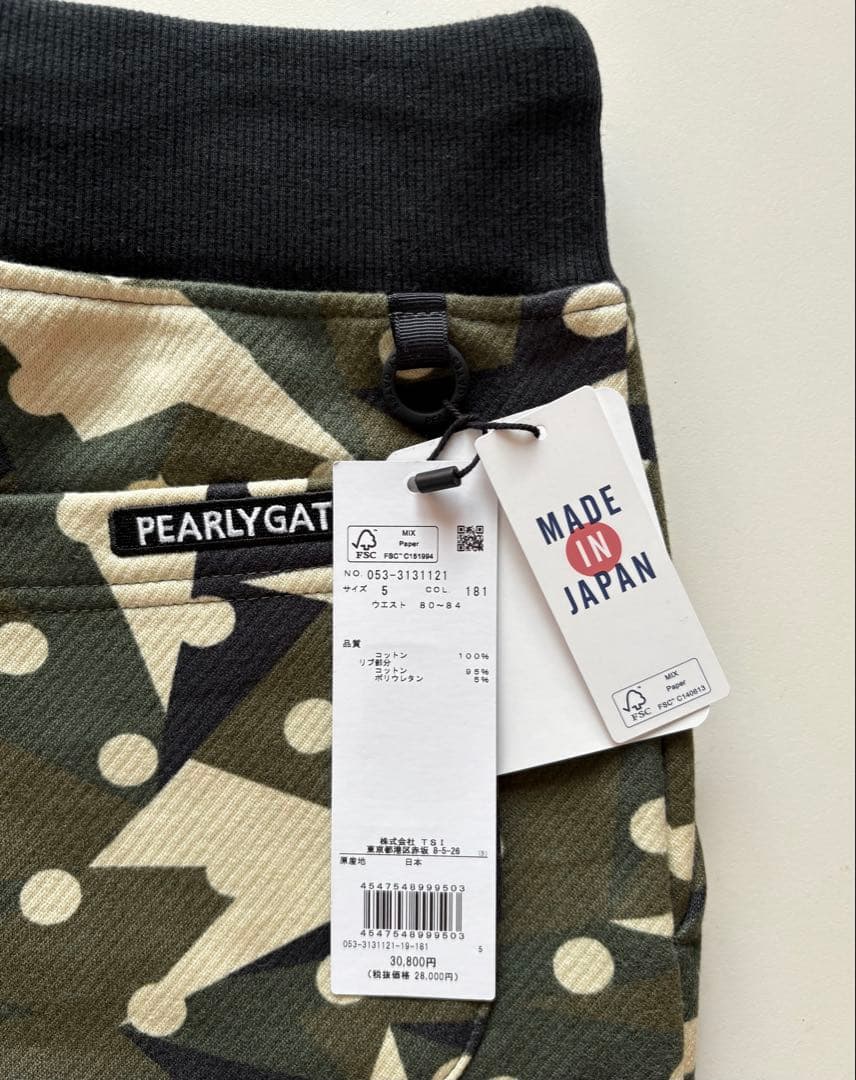 PEARLYGAT
FSC
MIX
Paper
FSC™ C151994
NO. 053-3131121
サイズ 5 COL. 181
ウエスト 80~84
品質
コットン 100%
リブ部分
コットン 95%
ポリウレタン 5%
株式会社 TSI
東京都港区赤坂 8-5-26 (5)
原産地 日本
4547548999503
4547548999503
053-3131121-19-181 5
30,800円
(税抜価格 28,000円)
MADE
IN
JAPAN
FSC
MIX
Paper
FSC™ C140613